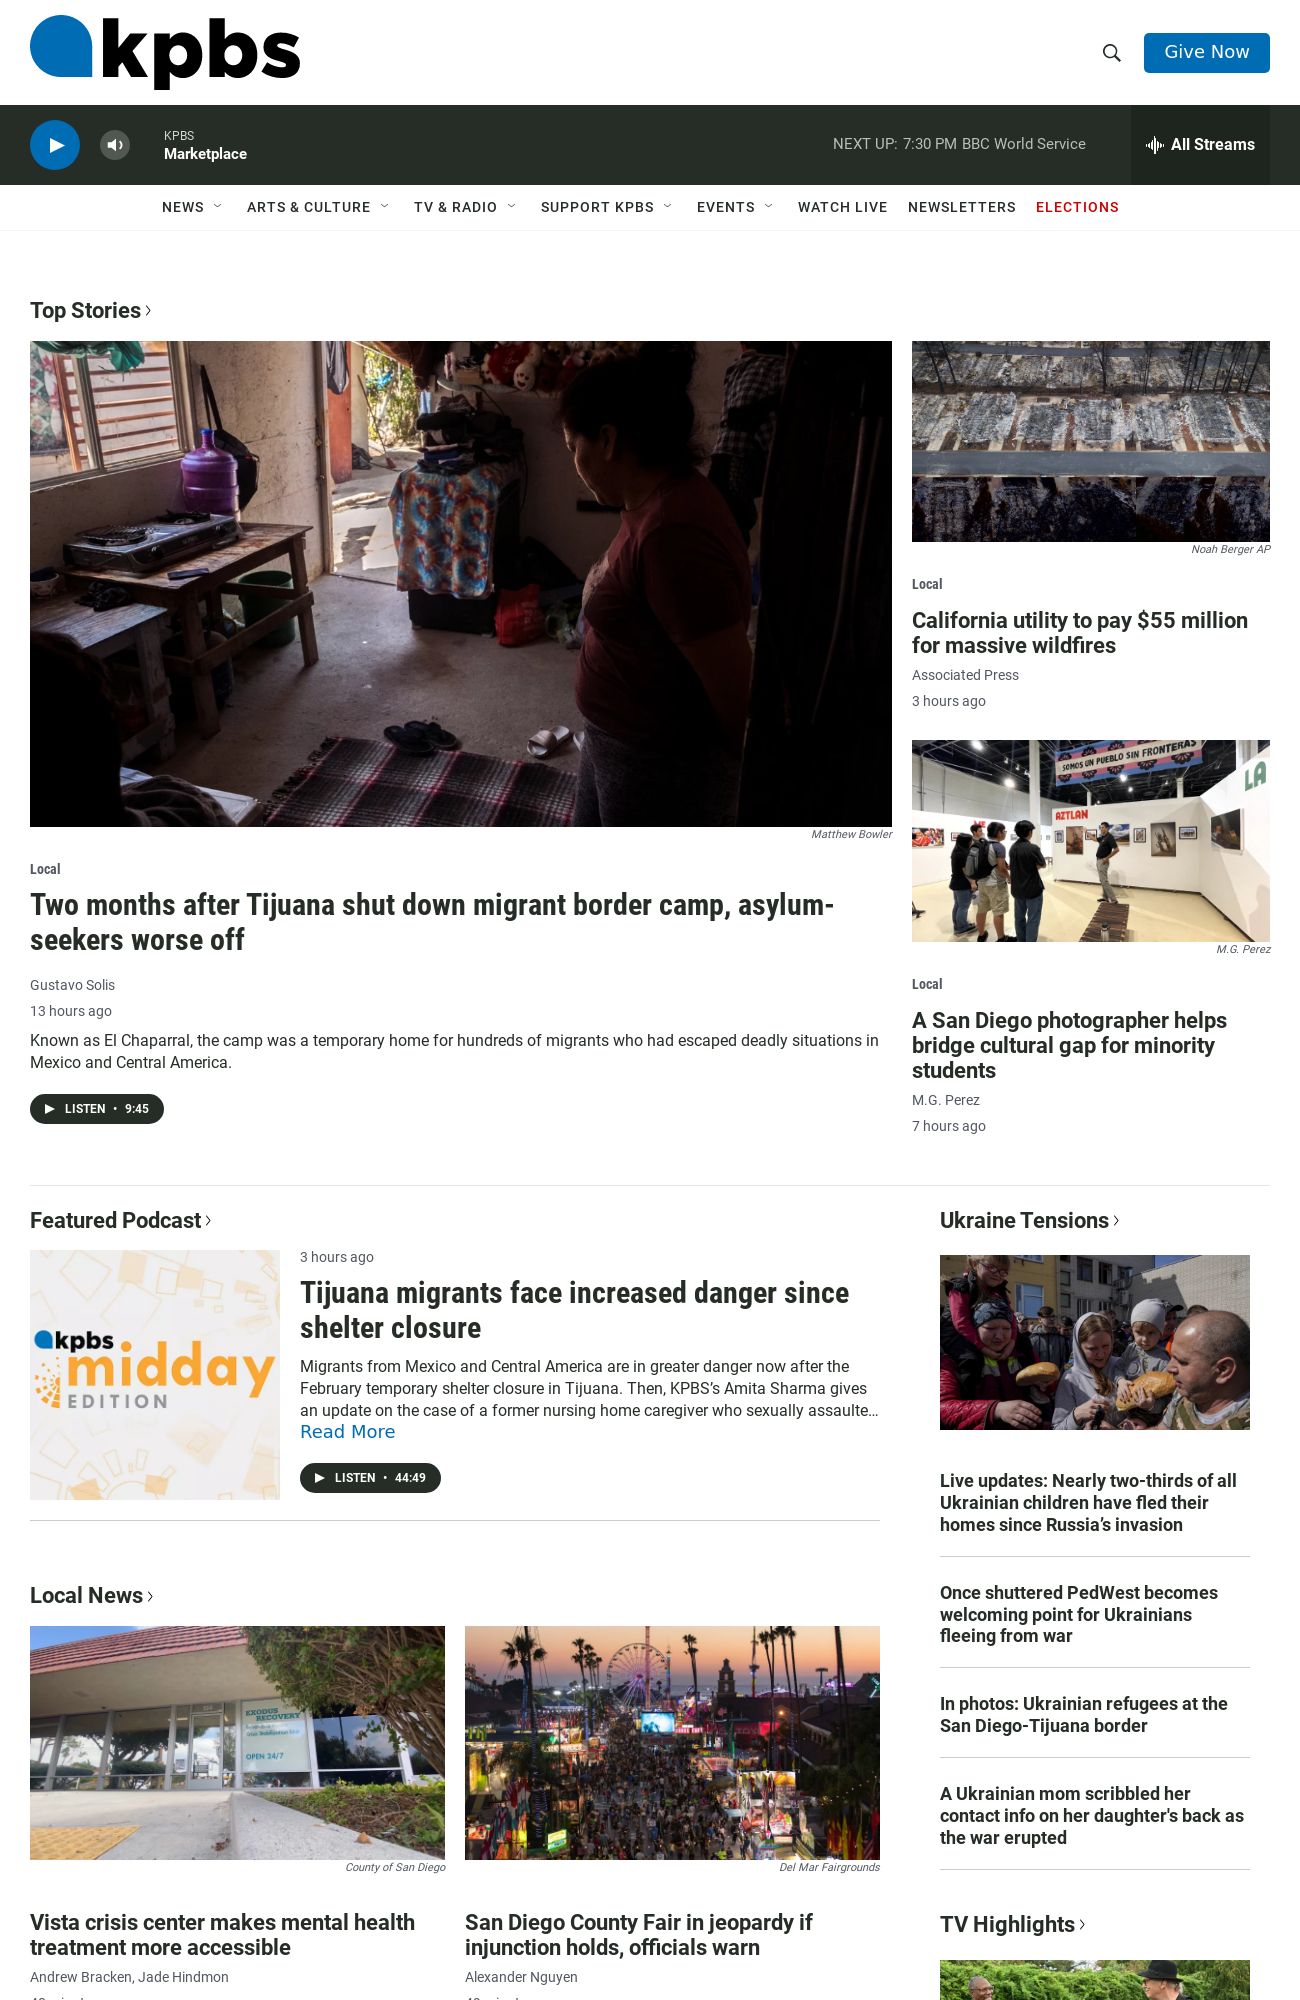 kpbs
Give Now
KPBS
Marketplace
NEXT UP: 7:30 PM BBC World Service
All Streams
NEWS
ARTS & CULTURE
TV & RADIO
SUPPORT KPBS
EVENTS
WATCH LIVE
NEWSLETTERS
ELECTIONS
Top Stories
Matthew Bowler
Local
Two months after Tijuana shut down migrant border camp, asylum-
seekers worse off
Gustavo Solis
13 hours ago
Known as El Chaparral, the camp was a temporary home for hundreds of migrants who had escaped deadly situations in
Mexico and Central America.
LISTEN • 9:45
Noah Berger AP
Local
California utility to pay $55 million
for massive wildfires
Associated Press
3 hours ago
SOMOS UN PUEBLO SIN FRONTERAS
LA
AZTLAN
M.G. Perez
Local
A San Diego photographer helps
bridge cultural gap for minority
students
M.G. Perez
7 hours ago
Featured Podcast
kpbs
midday
EDITION
3 hours ago
Tijuana migrants face increased danger since
shelter closure
Migrants from Mexico and Central America are in greater danger now after the
February temporary shelter closure in Tijuana. Then, KPBS’s Amita Sharma gives
an update on the case of a former nursing home caregiver who sexually assaulte…
Read More
LISTEN • 44:49
Ukraine Tensions
Live updates: Nearly two-thirds of all
Ukrainian children have fled their
homes since Russia’s invasion
Once shuttered PedWest becomes
welcoming point for Ukrainians
fleeing from war
In photos: Ukrainian refugees at the
San Diego-Tijuana border
A Ukrainian mom scribbled her
contact info on her daughter's back as
the war erupted
Local News
EXODUS
RECOVERY
OPEN 24/7
County of San Diego
Vista crisis center makes mental health
treatment more accessible
Andrew Bracken, Jade Hindmon
Del Mar Fairgrounds
San Diego County Fair in jeopardy if
injunction holds, officials warn
Alexander Nguyen
TV Highlights